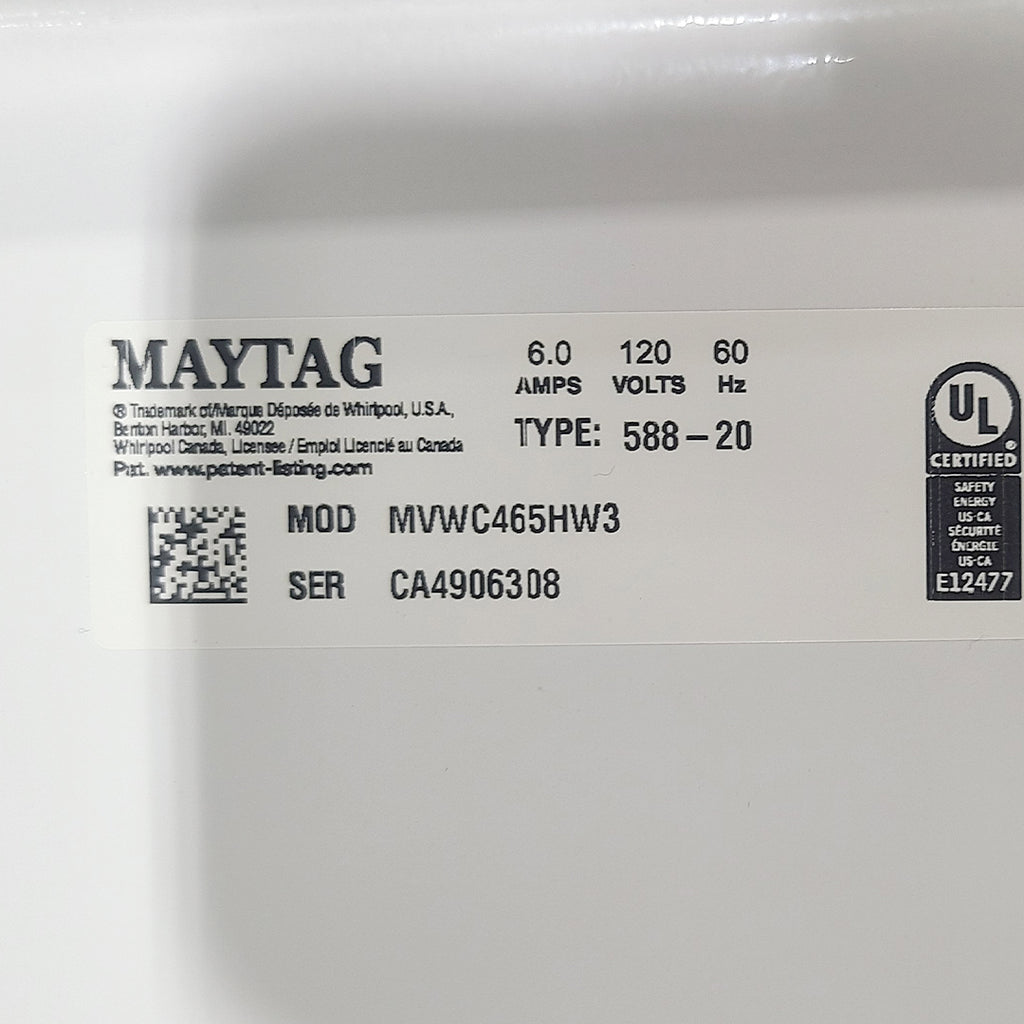 MAYTAG
® Trademark of/Marque Déposée de Whirlpool, U.S.A.,
Benton Harbor, MI. 49022
Whirlpool Canada, Licensee / Emploi Licencié au Canada
Pat. www.patent-listing.com
6.0 120 60
AMPS VOLTS Hz
TYPE: 588-20
MOD MVWC465HW3
SER CA4906308
UL
®
CERTIFIED
SAFETY
ENERGY
US-CA
SÉCURITÉ
ÉNERGIE
US-CA
E12477